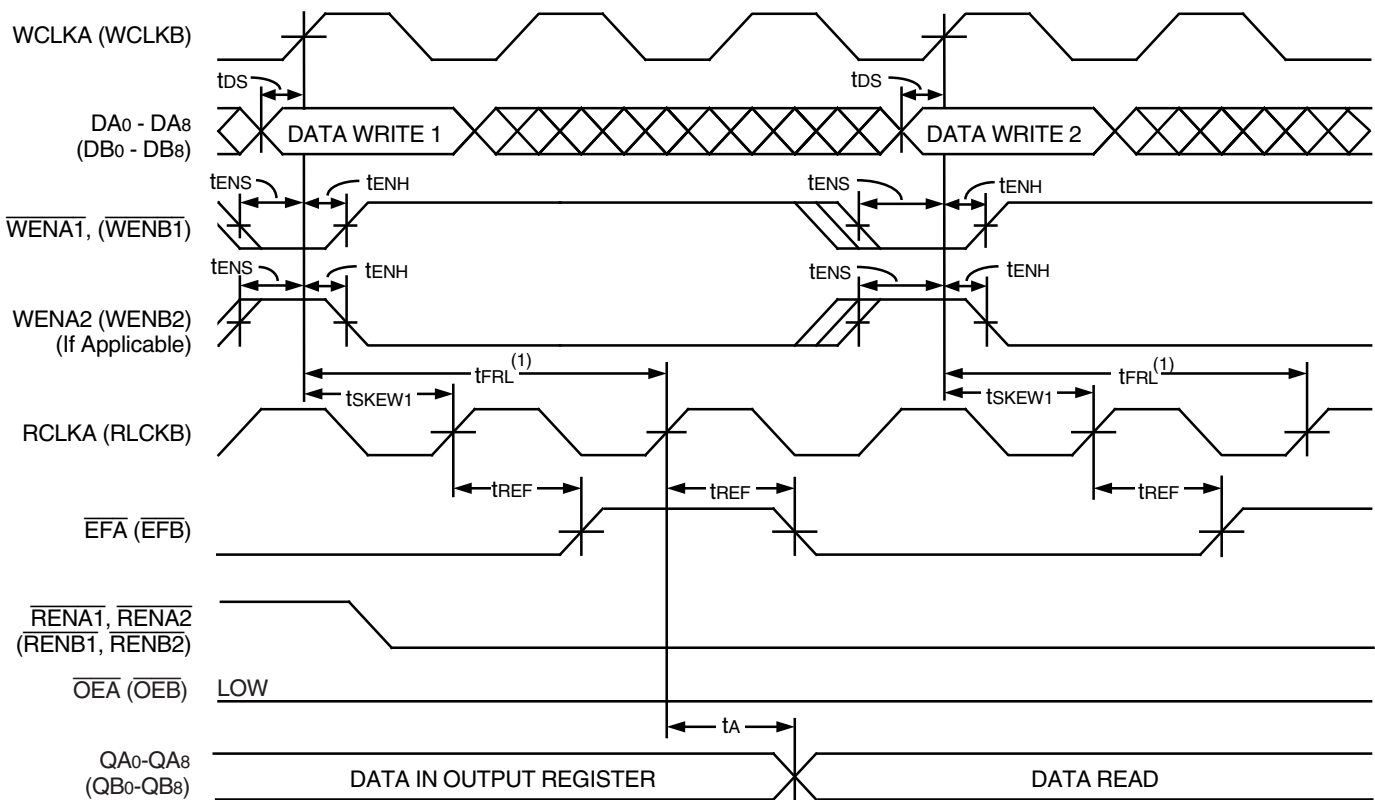 WCLKA (WCLKB)
tDS
tDS
DA0 - DA8
(DB0 - DB8)
DATA WRITE 1
DATA WRITE 2
tENS
tENH
tENS
tENH
WENA1, (WENB1)
tENS
tENH
tENS
tENH
WENA2 (WENB2)
(If Applicable)
tFRL(1)
tFRL(1)
tSKEW1
tSKEW1
RCLKA (RLCKB)
tREF
tREF
tREF
EFA (EFB)
RENA1, RENA2
(RENB1, RENB2)
OEA (OEB)
LOW
tA
QA0-QA8
(QB0-QB8)
DATA IN OUTPUT REGISTER
DATA READ